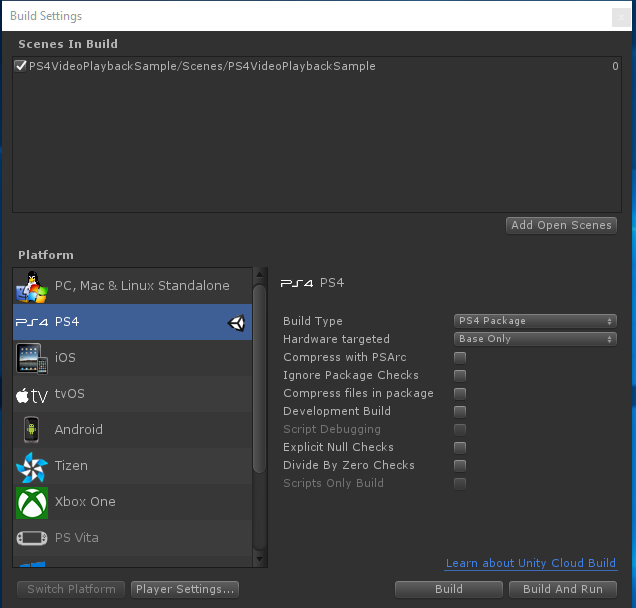 Build Settings
x
Scenes In Build
PS4VideoPlaybackSample/Scenes/PS4VideoPlaybackSample 0
Add Open Scenes
Platform
PC, Mac & Linux Standalone
PS4 PS4
iOS
tv tvOS
Android
Tizen
Xbox One
PS Vita
PS4 PS4
Build Type PS4 Package
Hardware targeted Base Only
Compress with PSArc
Ignore Package Checks
Compress files in package
Development Build
Script Debugging
Explicit Null Checks
Divide By Zero Checks
Scripts Only Build
Learn about Unity Cloud Build
Switch Platform Player Settings... Build Build And Run